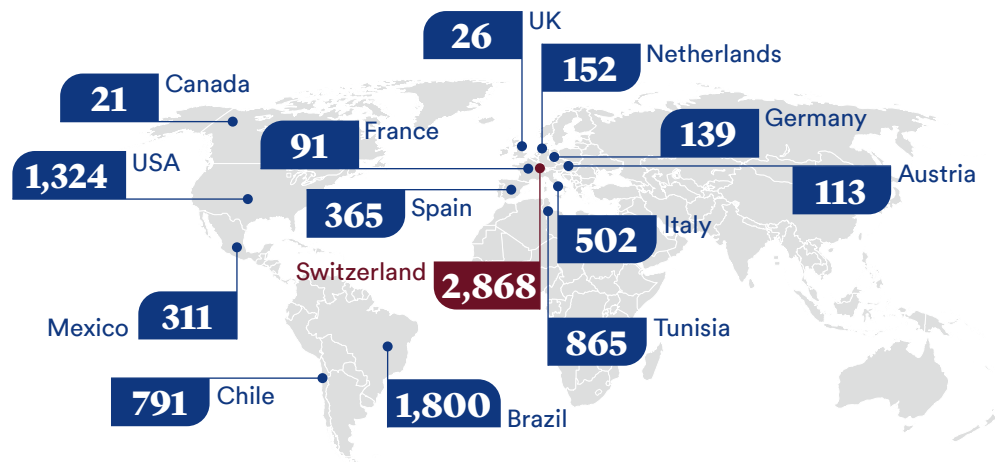 26
UK
152
Netherlands
21
Canada
91
France
139
Germany
1,324
USA
365
Spain
113
Austria
502
Italy
Switzerland
2,868
Mexico
311
865
Tunisia
791
Chile
1,800
Brazil